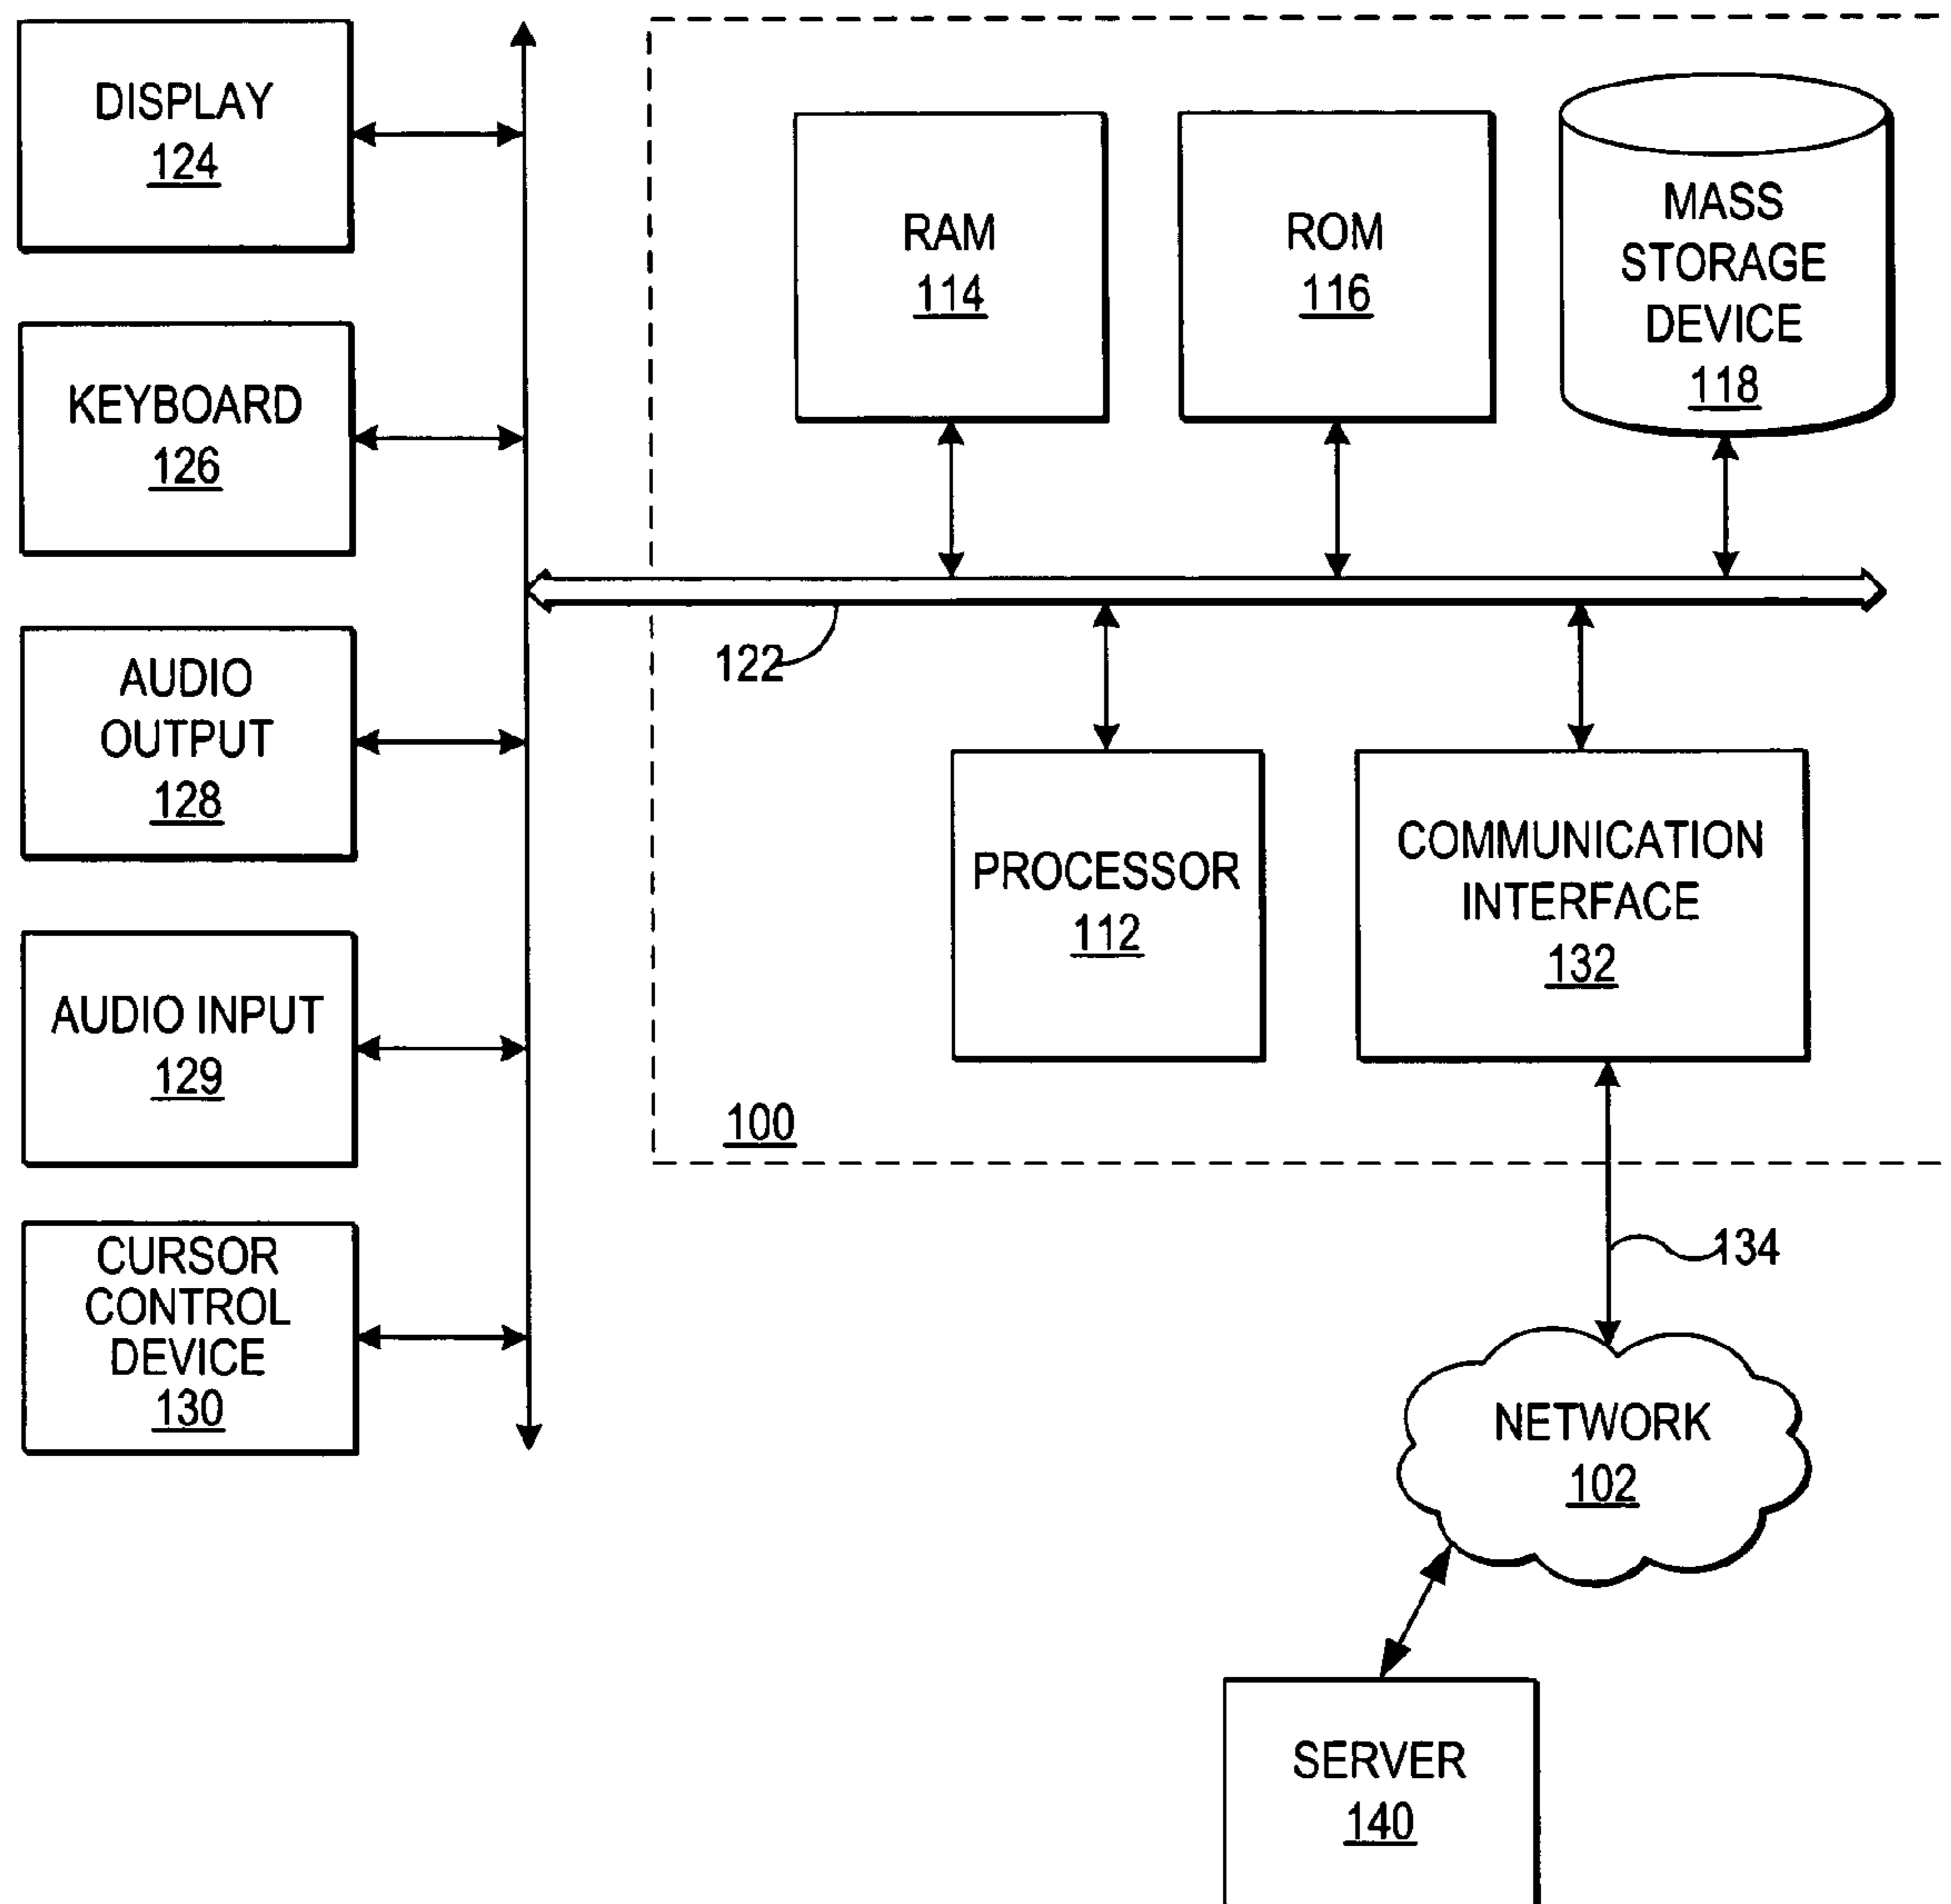 DISPLAY
124
KEYBOARD
126
AUDIO
OUTPUT
128
AUDIO INPUT
129
CURSOR
CONTROL
DEVICE
130
RAM
114
ROM
116
MASS
STORAGE
DEVICE
118
122
PROCESSOR
112
COMMUNICATION
INTERFACE
132
100
134
NETWORK
102
SERVER
140